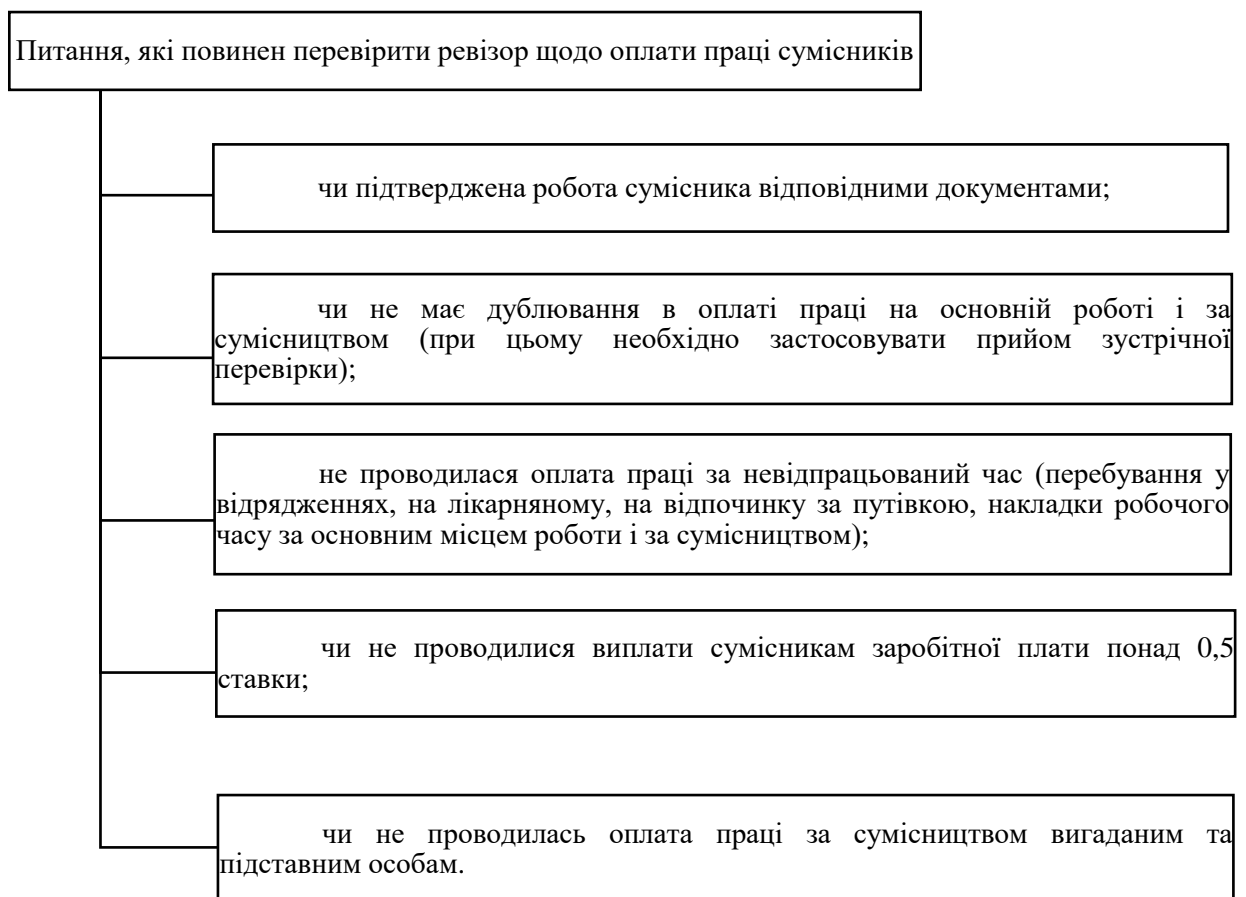 Питання, які повинен перевірити ревізор щодо оплати праці сумісників
чи підтверджена робота сумісника відповідними документами;
чи не має дублювання в оплаті праці на основній роботі і за
сумісництвом (при цьому необхідно застосовувати прийом зустрічної
перевірки);
не проводилася оплата праці за невідпрацьований час (перебування у
відрядженнях, на лікарняному, на відпочинку за путівкою, накладки робочого
часу за основним місцем роботи і за сумісництвом);
чи не проводилися виплати сумісникам заробітної плати понад 0,5
ставки;
чи не проводилась оплата праці за сумісництвом вигаданим та
підставним особам.